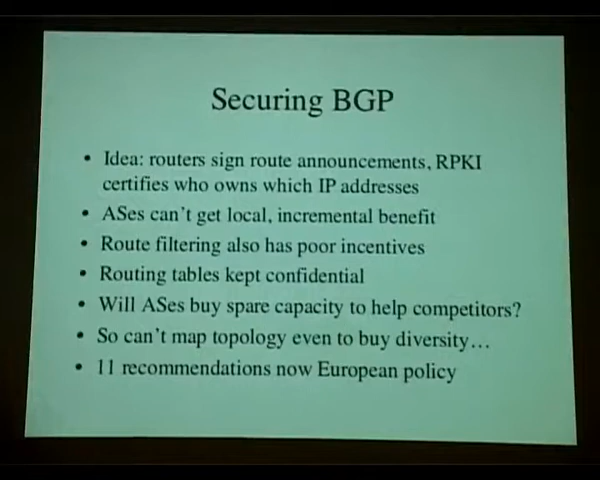 Securing BGP
• Idea: routers sign route announcements, RPKI
certifies who owns which IP addresses
• ASes can't get local, incremental benefit
• Route filtering also has poor incentives
• Routing tables kept confidential
• Will ASes buy spare capacity to help competitors?
• So can't map topology even to buy diversity…
• 11 recommendations now European policy